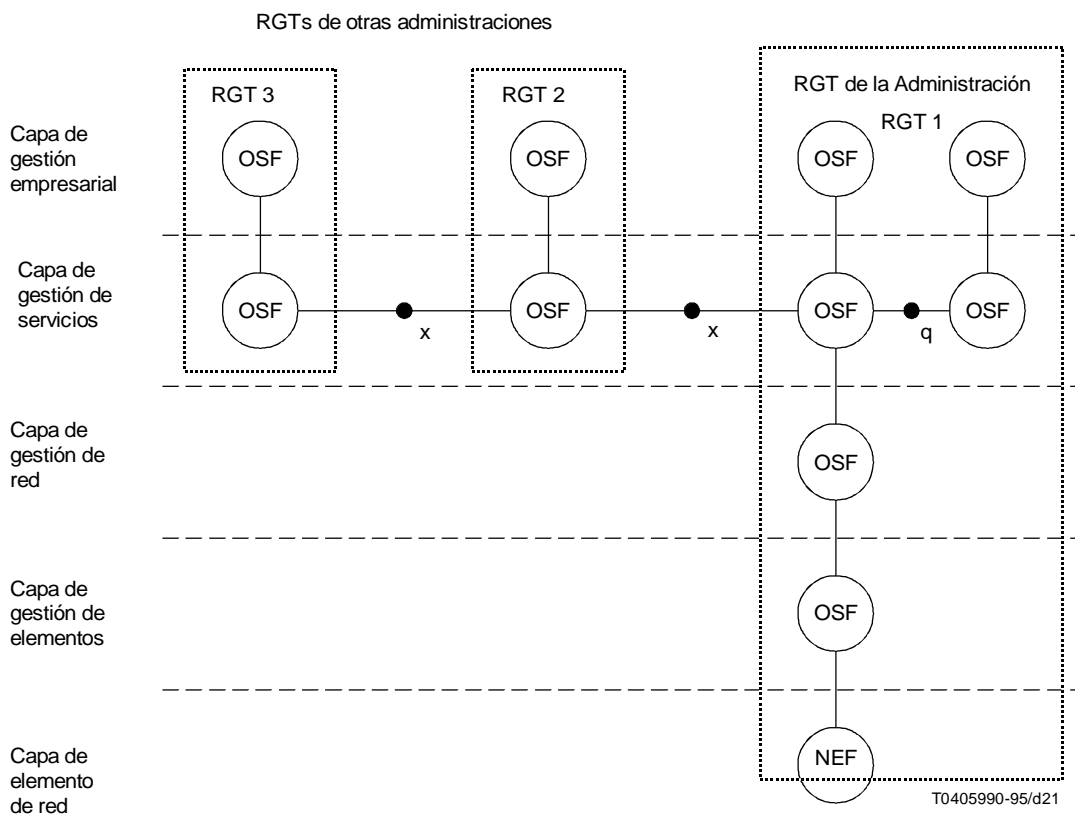 RGTs de otras administraciones
RGT 3
RGT 2
RGT de la Administración
RGT 1
Capa de
gestión
empresarial
OSF
OSF
OSF
OSF
Capa de
gestión de
servicios
OSF
x
OSF
x
OSF
q
OSF
Capa de
gestión de
red
OSF
Capa de
gestión de
elementos
OSF
Capa de
elemento
de red
NEF
T0405990-95/d21